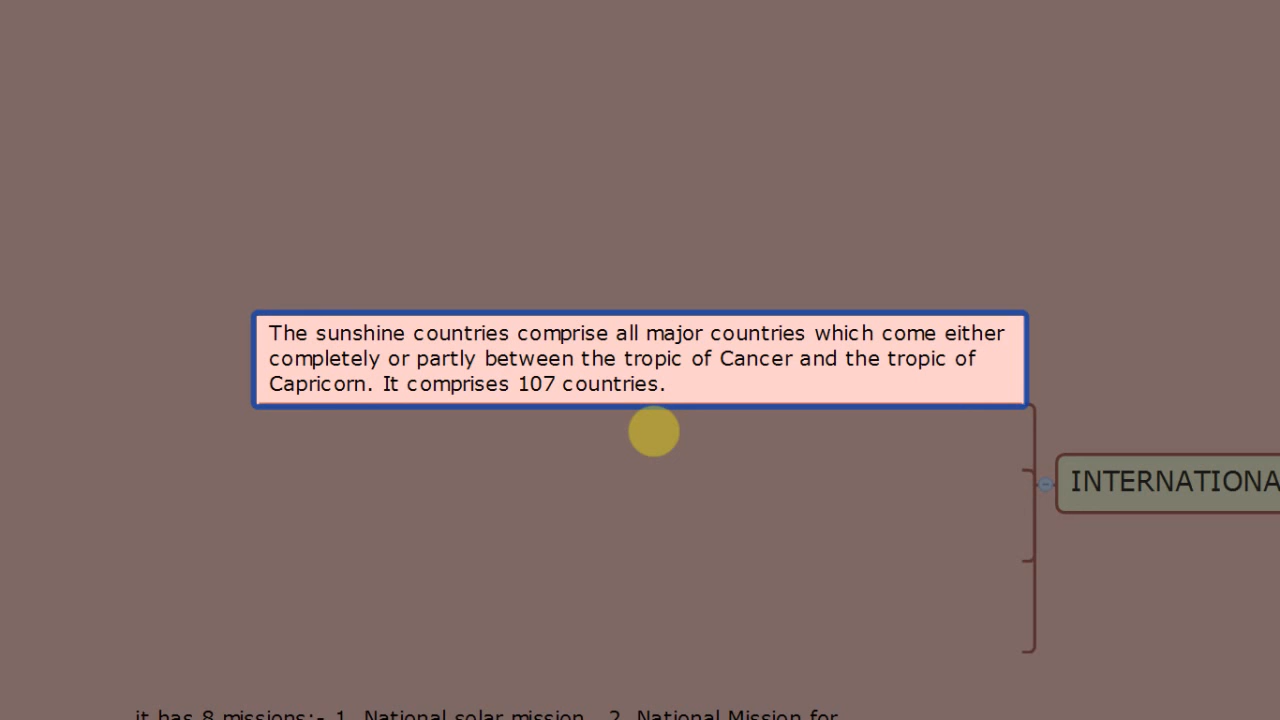 The sunshine countries comprise all major countries which come either
completely or partly between the tropic of Cancer and the tropic of
Capricorn. It comprises 107 countries.
INTERNATIONA
it has 8 missions:- 1. National solar mission 2. National Mission for